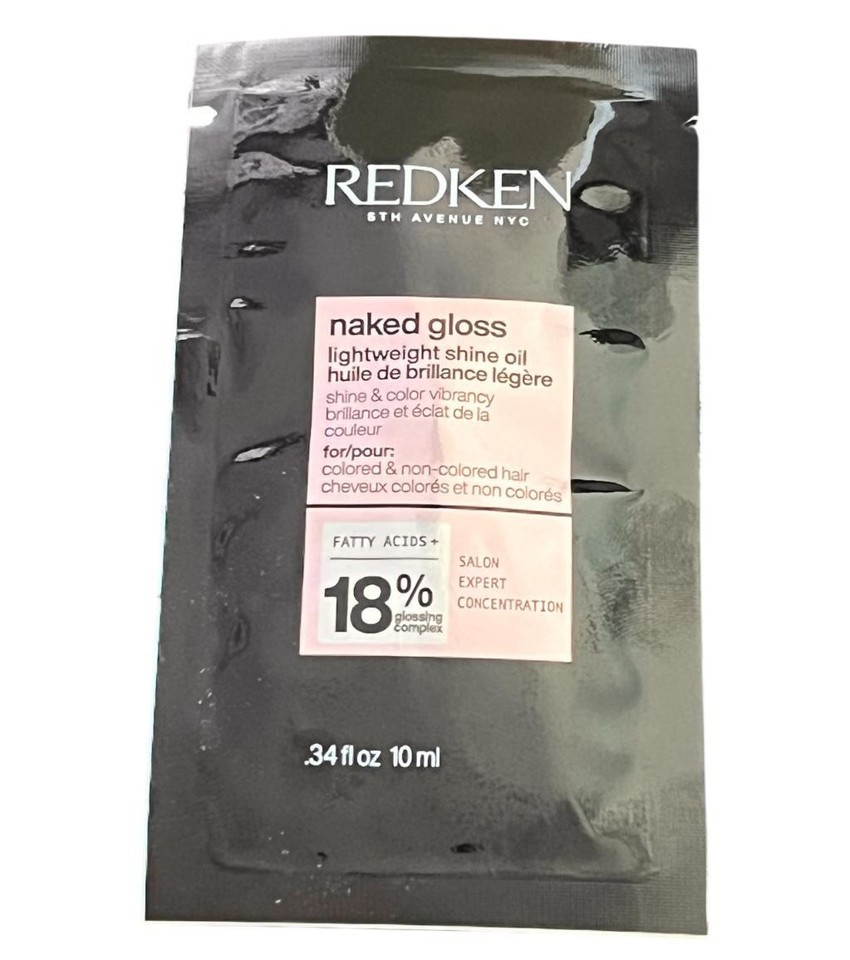 REDKEN
5TH AVENUE NYC
naked gloss
lightweight shine oil
huile de brillance légère
shine & color vibrancy
brillance et éclat de la
couleur
for/pour:
colored & non-colored hair
cheveux colorés et non colorés
FATTY ACIDS+
18%
glossing
complex
SALON
EXPERT
CONCENTRATION
.34 fl oz 10 ml